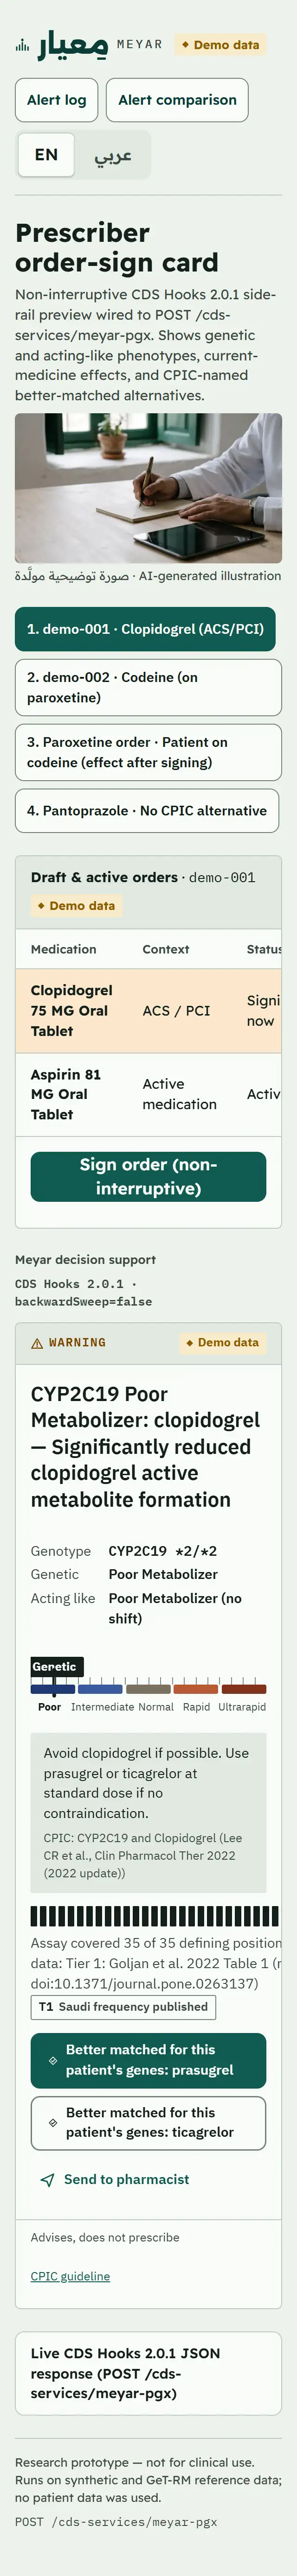 معيار MEYAR ◆ Demo data
Alert log Alert comparison
EN عربي
Prescriber
order-sign card
Non-interruptive CDS Hooks 2.0.1 side-
rail preview wired to POST /cds-
services/meyar-pgx. Shows genetic
and acting-like phenotypes, current-
medicine effects, and CPIC-named
better-matched alternatives.
صورة توضيحية مولَّدة · AI-generated illustration
1. demo-001 · Clopidogrel (ACS/PCI)
2. demo-002 · Codeine (on
paroxetine)
3. Paroxetine order · Patient on
codeine (effect after signing)
4. Pantoprazole · No CPIC alternative
Draft & active orders · demo-001
◆ Demo data
Medication Context Status
Clopidogrel
75 MG Oral
Tablet
ACS / PCI
Signi
now
Aspirin 81
MG Oral
Tablet
Active
medication
Activ
Sign order (non-
interruptive)
Meyar decision support
CDS Hooks 2.0.1 ·
backwardSweep=false
WARNING ◆ Demo data
CYP2C19 Poor
Metabolizer: clopidogrel
— Significantly reduced
clopidogrel active
metabolite formation
Genotype CYP2C19 *2/*2
Genetic Poor Metabolizer
Acting like Poor Metabolizer (no
shift)
Genetic
Poor Intermediate Normal Rapid Ultrarapid
Avoid clopidogrel if possible. Use
prasugrel or ticagrelor at
standard dose if no
contraindication.
CPIC: CYP2C19 and Clopidogrel (Lee
CR et al., Clin Pharmacol Ther 2022
(2022 update))
Assay covered 35 of 35 defining position
data: Tier 1: Goljan et al. 2022 Table 1 (r
doi:10.1371/journal.pone.0263137)
T1 Saudi frequency published
Better matched for this
patient's genes: prasugrel
Better matched for this
patient's genes: ticagrelor
Send to pharmacist
Advises, does not prescribe
CPIC guideline
Live CDS Hooks 2.0.1 JSON
response (POST /cds-
services/meyar-pgx)
Research prototype — not for clinical use.
Runs on synthetic and GeT-RM reference data;
no patient data was used.
POST /cds-services/meyar-pgx